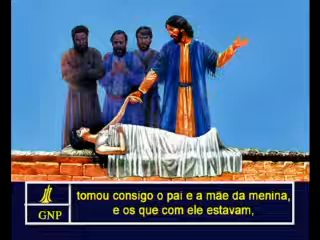 tomou consigo o pai e a mãe da menina,
e os que com ele estavam,
GNP